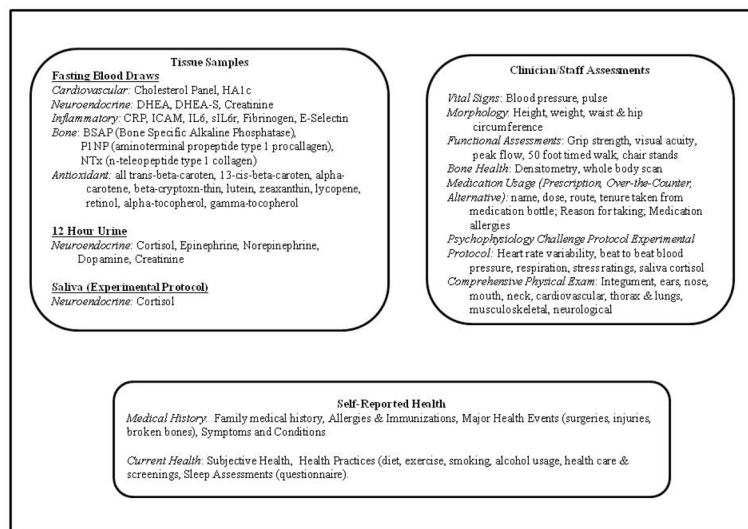 Tissue Samples
Fasting Blood Draws
Cardiovascular: Cholesterol Panel, HA1c
Neuroendocrine: DHEA, DHEA-S, Creatinine
Inflammatory: CRP, ICAM, IL6, sIL6r, Fibrinogen, E-Selectin
Bone: BSAP (Bone Specific Alkaline Phosphatase),
P1NP (aminoterminal propeptide type 1 procallagen),
NTx (n-teleopeptide type 1 collagen)
Antioxidant: all trans-beta-caroten, 13-cis-beta-caroten, alpha-
carotene, beta-cryptoxn-thin, lutein, zeaxanthin, lycopene,
retinol, alpha-tocopherol, gamma-tocopherol
12 Hour Urine
Neuroendocrine: Cortisol, Epinephrine, Norepinephrine,
Dopamine, Creatinine
Saliva (Experimental Protocol)
Neuroendocrine: Cortisol
Clinician/Staff Assessments
Vital Signs: Blood pressure, pulse
Morphology: Height, weight, waist & hip
circumference
Functional Assessments: Grip strength, visual acuity,
peak flow, 50 foot timed walk, chair stands
Bone Health: Densitometry, whole body scan
Medication Usage (Prescription, Over-the-Counter,
Alternative): name, dose, route, tenure taken from
medication bottle; Reason for taking; Medication
allergies
Psychophysiology Challenge Protocol Experimental
Protocol: Heart rate variability, beat to beat blood
pressure, respiration, stress ratings, saliva cortisol
Comprehensive Physical Exam: Integument, ears, nose,
mouth, neck, cardiovascular, thorax & lungs,
musculoskeletal, neurological
Self-Reported Health
Medical History: Family medical history, Allergies & Immunizations, Major Health Events (surgeries, injuries,
broken bones), Symptoms and Conditions
Current Health: Subjective Health, Health Practices (diet, exercise, smoking, alcohol usage, health care &
screenings, Sleep Assessments (questionnaire).